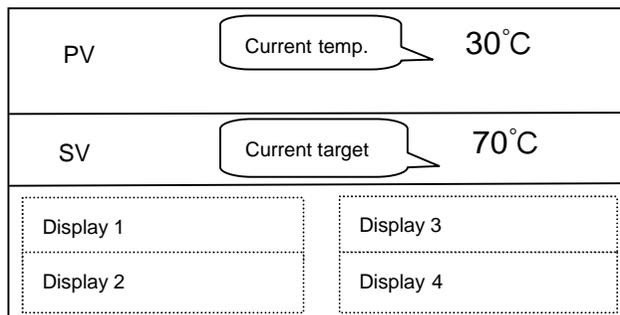 PV Current temp. 30°C
SV Current target 70°C
Display 1 Display 3
Display 2 Display 4